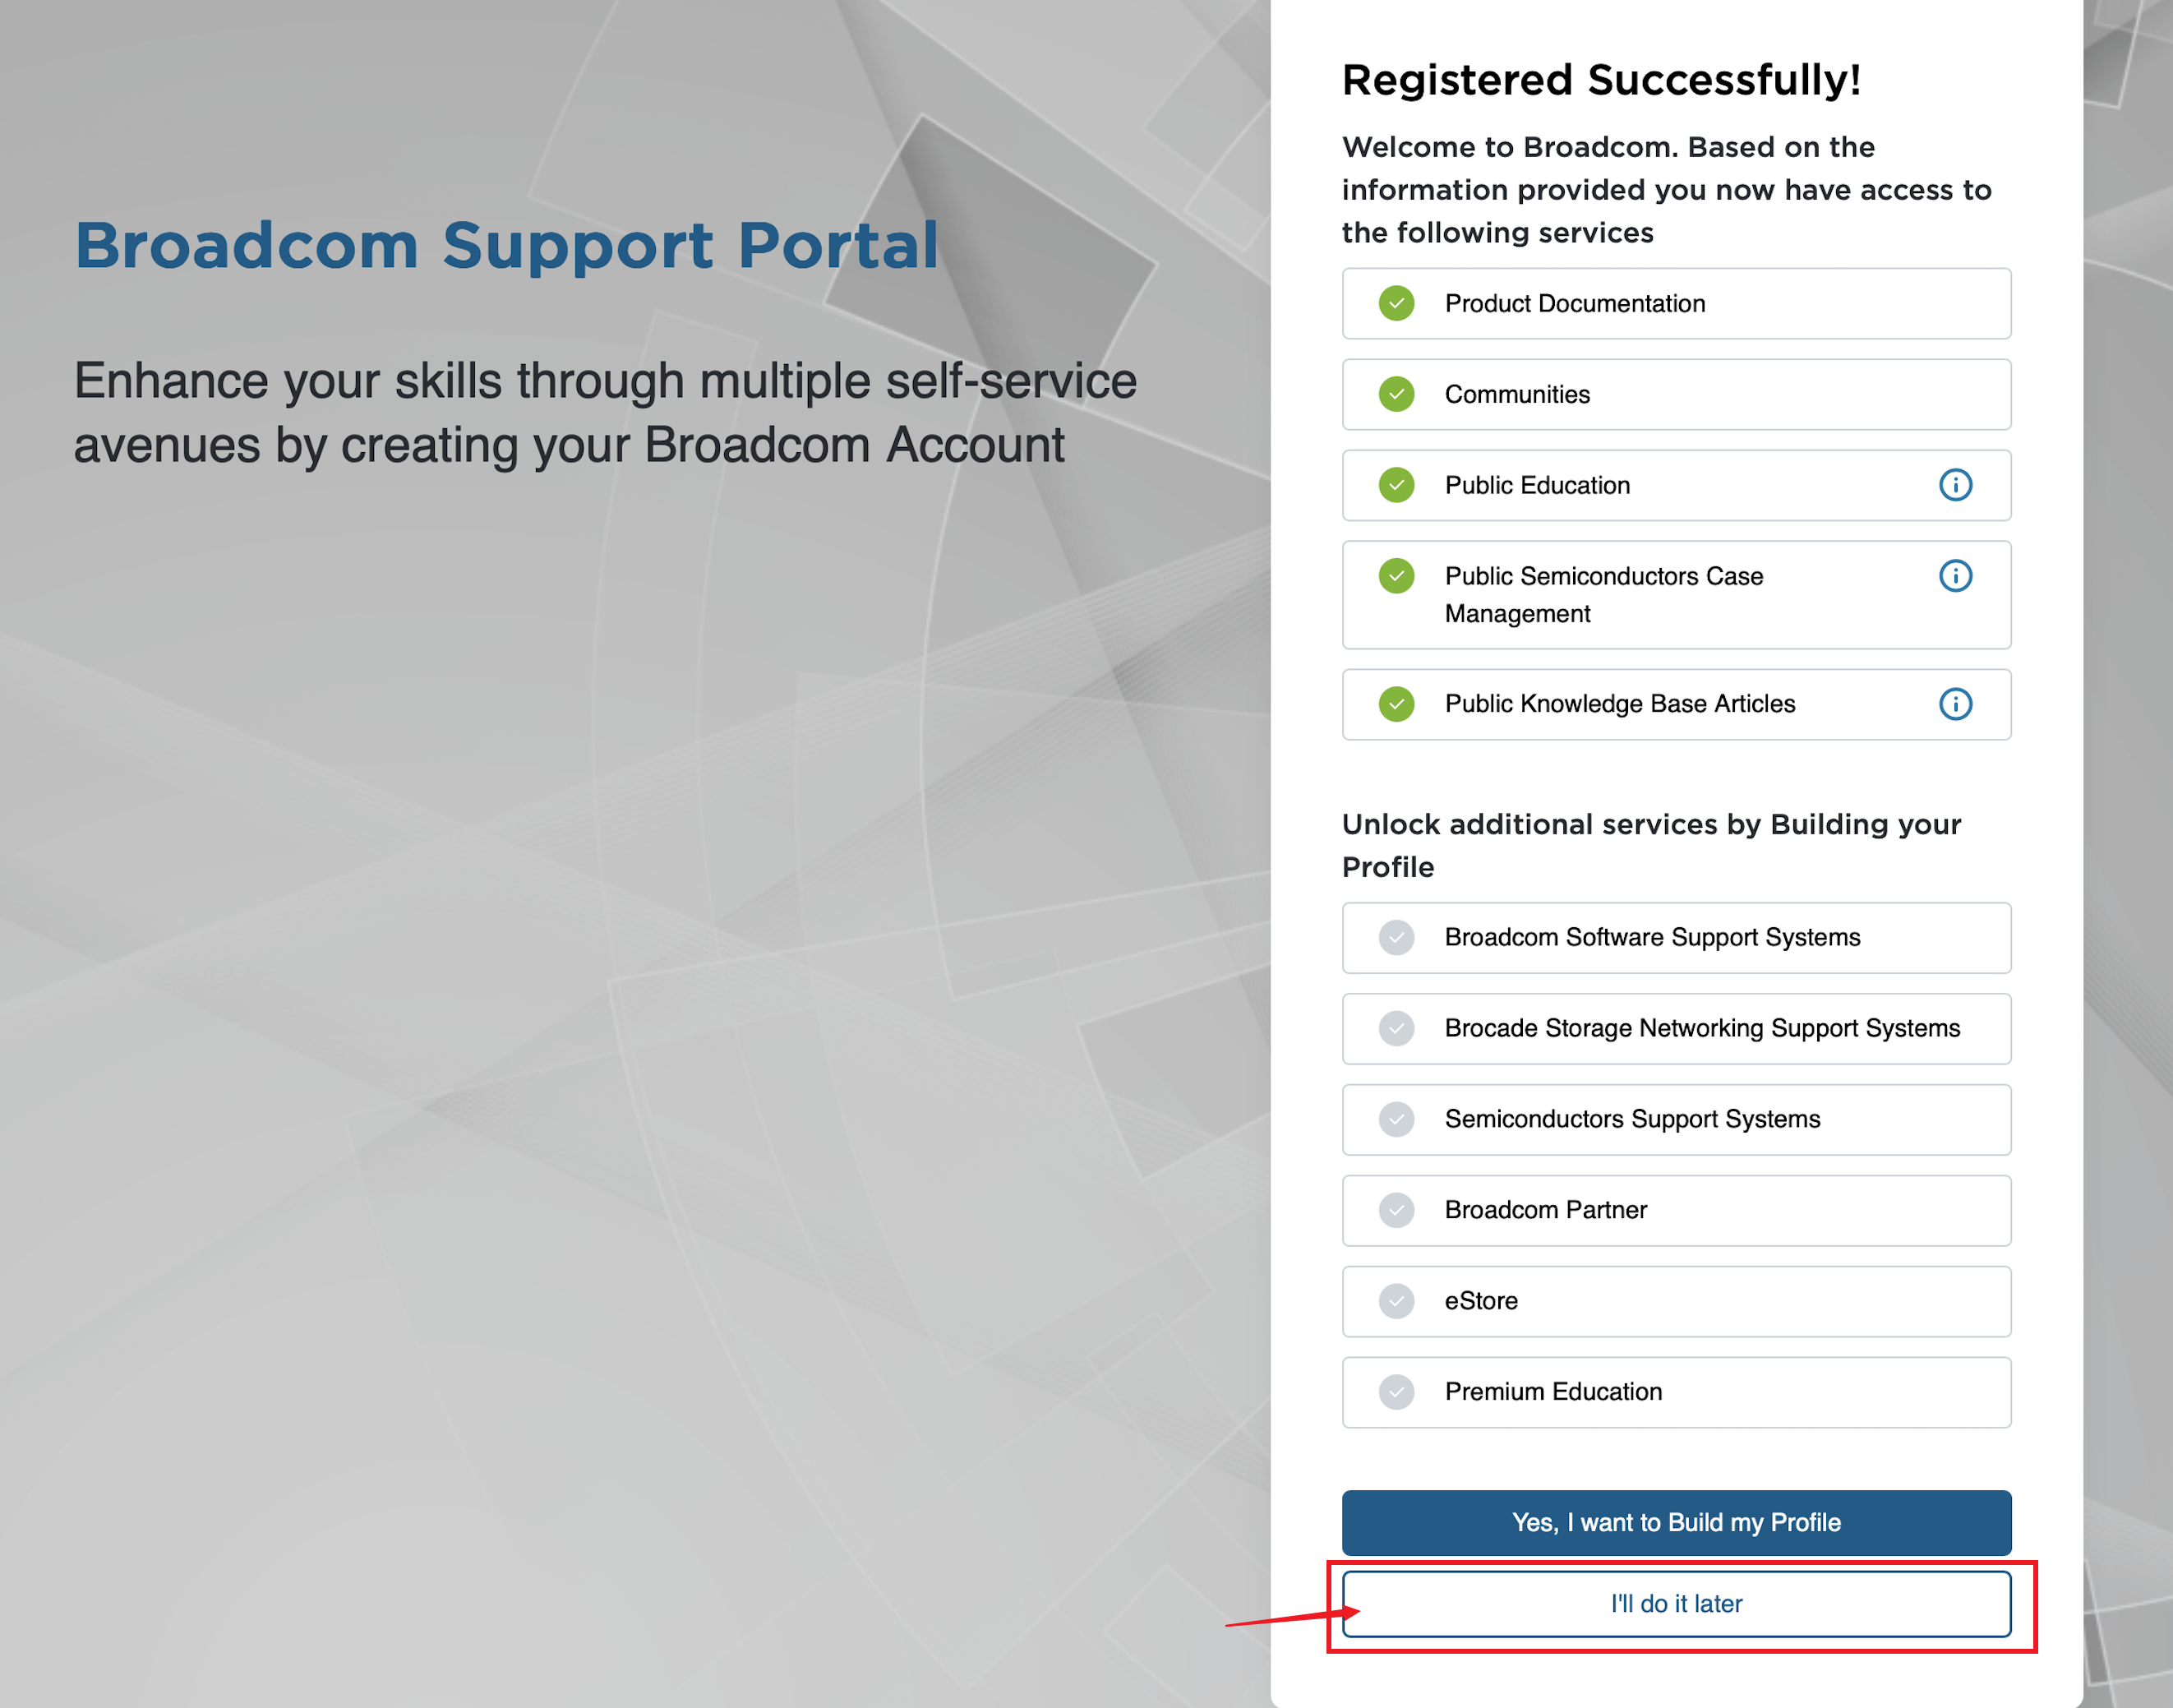 Broadcom Support Portal
Enhance your skills through multiple self-service
avenues by creating your Broadcom Account
Registered Successfully!
Welcome to Broadcom. Based on the
information provided you now have access to
the following services
Product Documentation
Communities
Public Education
Public Semiconductors Case
Management
Public Knowledge Base Articles
Unlock additional services by Building your
Profile
Broadcom Software Support Systems
Brocade Storage Networking Support Systems
Semiconductors Support Systems
Broadcom Partner
eStore
Premium Education
Yes, I want to Build my Profile
I'll do it later